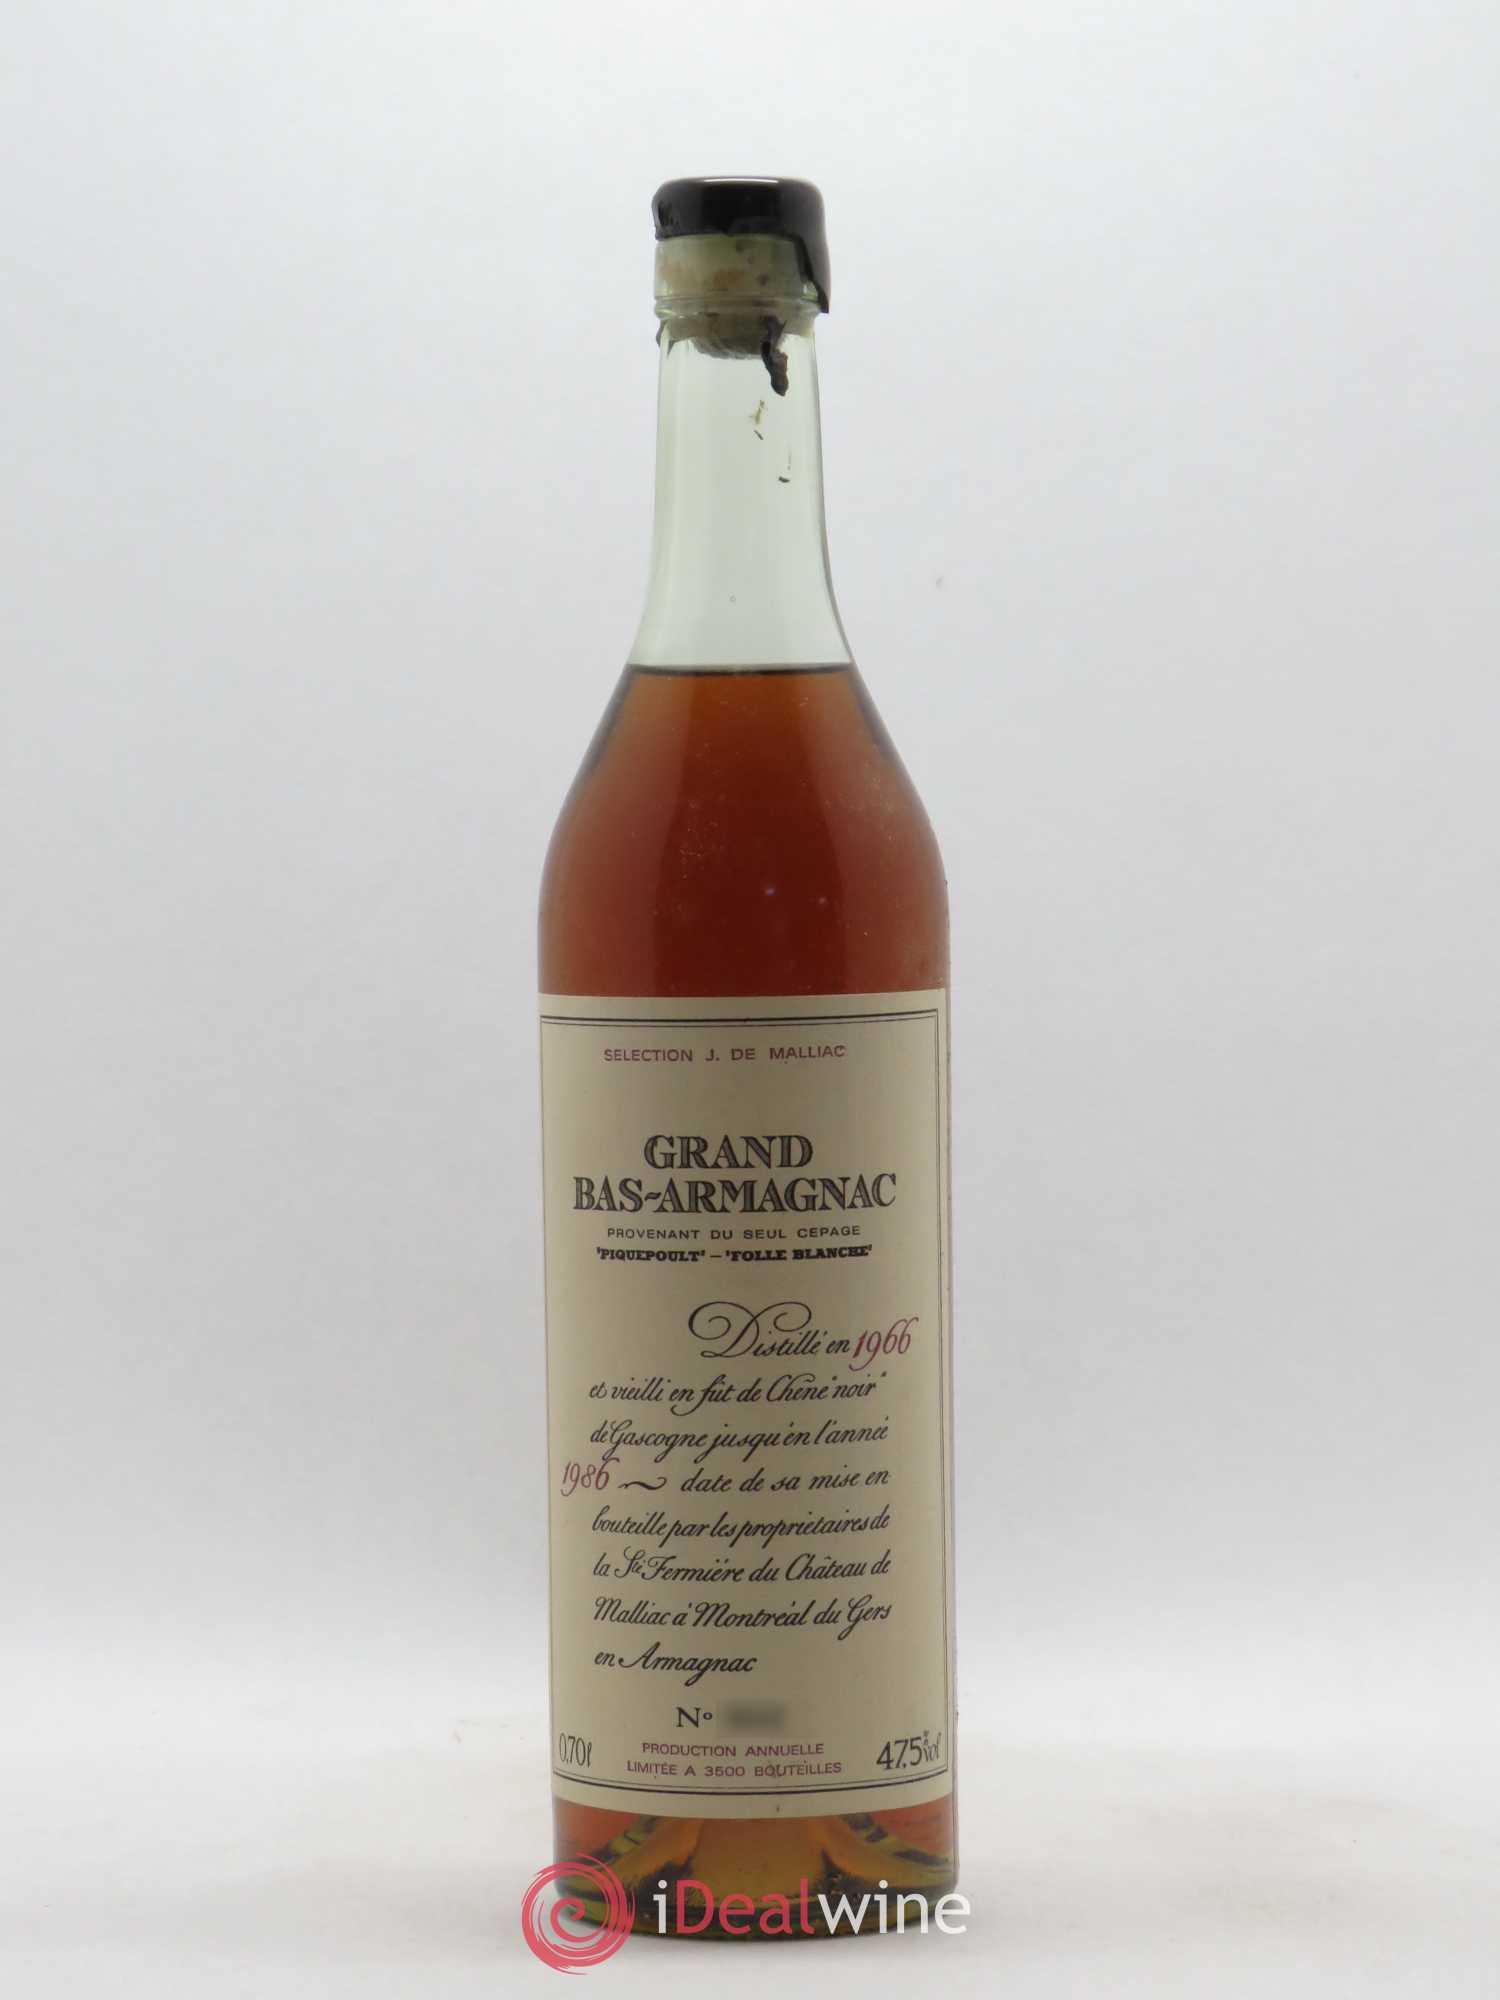 SELECTION J. DE MALLIAC
GRAND
BAS-ARMAGNAC
PROVENANT DU SEUL CEPAGE
'PIQUEPOULT' – 'FOLLE BLANCHE'
Distillé en 1966
et vieilli en fût de Chêne "noir"
de Gascogne jusqu'en l'année
1986 ~ date de sa mise en
bouteille par les propriétaires de
la Sté Fermière du Château de
Malliac à Montréal du Gers
en Armagnac
Nº
0,70l
PRODUCTION ANNUELLE
LIMITÉE A 3500 BOUTEILLES
47,5% vol
iDealwine